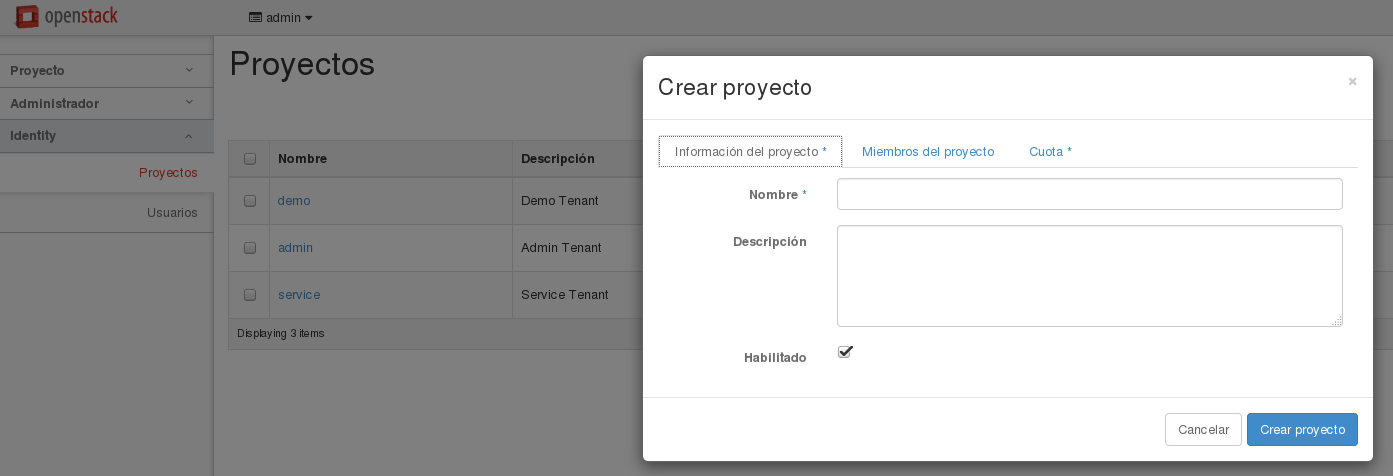 openstack
admin
Proyecto
Administrador
Identity
Proyectos
Usuarios
Proyectos
Nombre Descripción
demo Demo Tenant
admin Admin Tenant
service Service Tenant
Displaying 3 items
Crear proyecto ×
Información del proyecto * Miembros del proyecto Cuota *
Nombre *
Descripción
Habilitado
Cancelar Crear proyecto